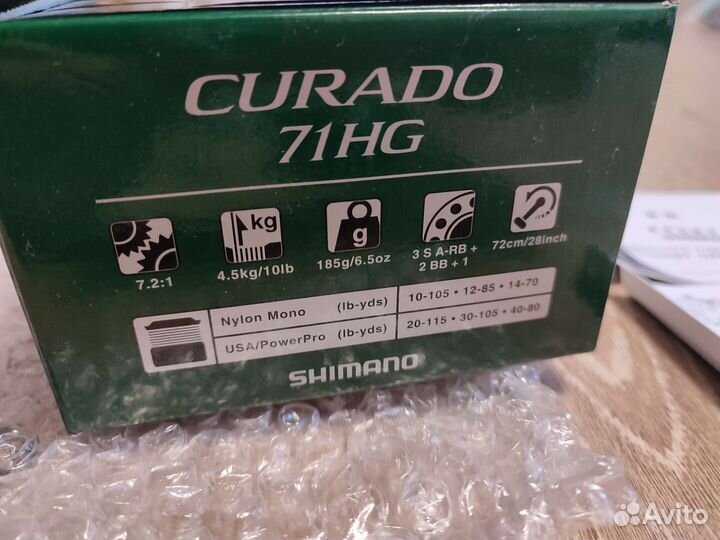 CURADO
71HG
kg
g
7.2:1
4.5kg/10lb
185g/6.5oz
3 S A-RB +
2 BB + 1
72cm/28inch
Nylon Mono (lb-yds) 10-105 • 12-85 • 14-70
USA/PowerPro (lb-yds) 20-115 • 30-105 • 40-80
SHIMANO
Avito